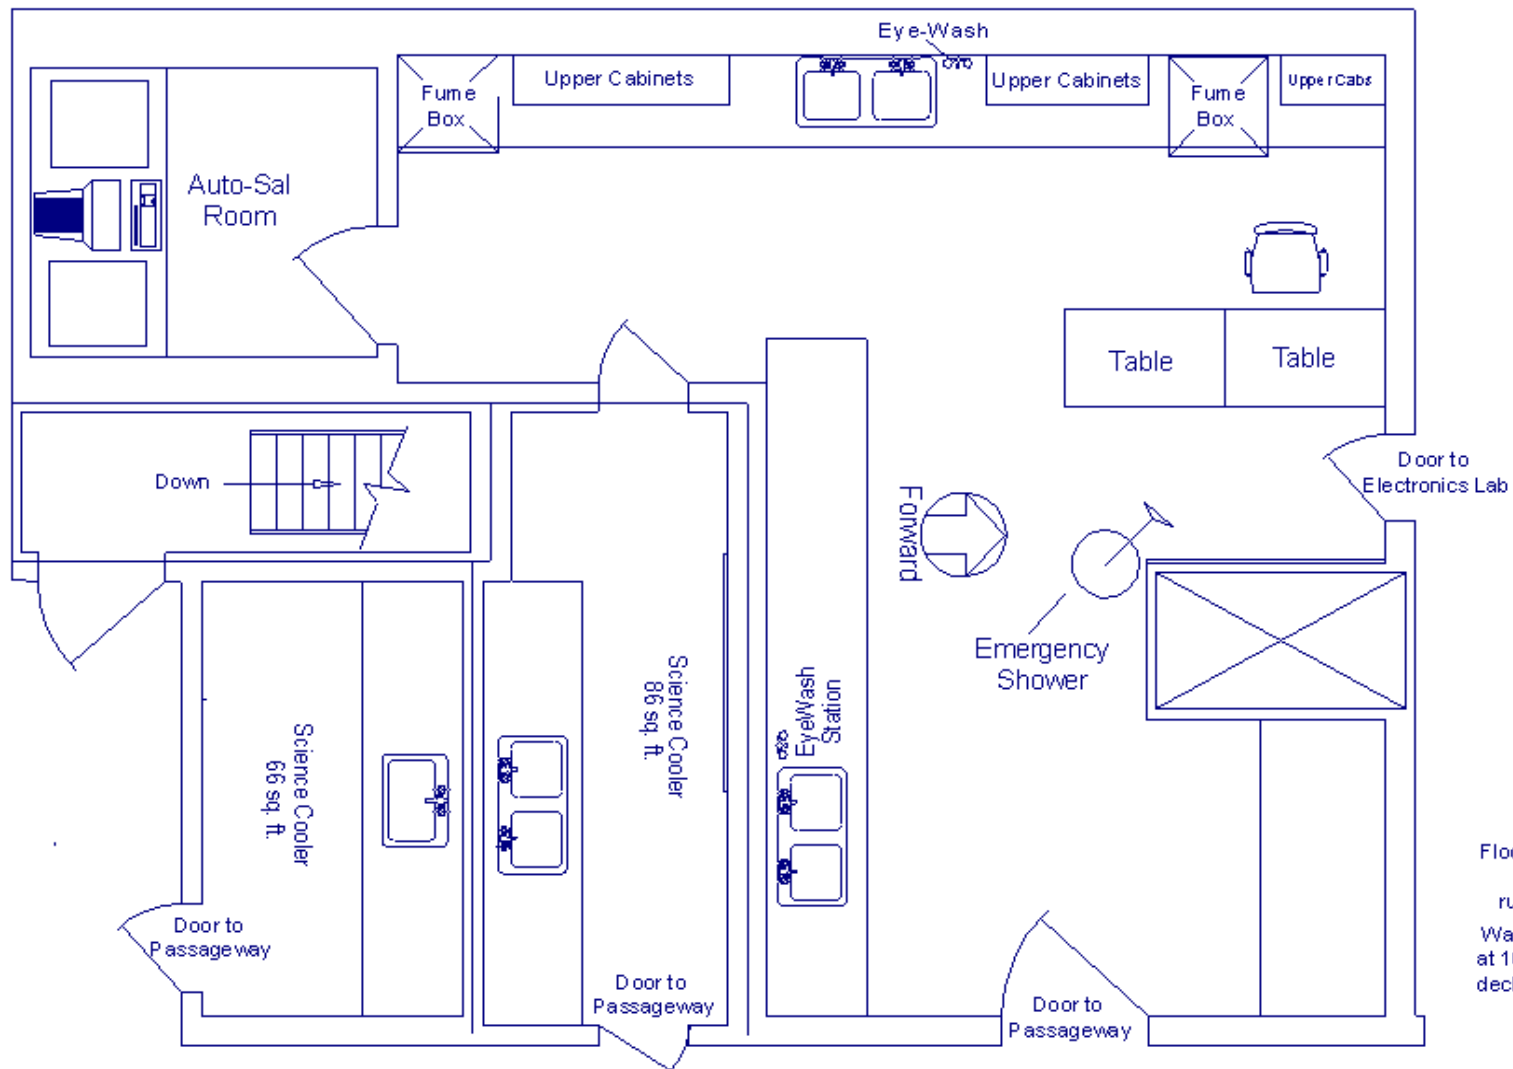 Eye-Wash
Upper Cabinets
Upper Cabinets
Upper Cabs
Fume
Box
Fume
Box
Auto-Sal
Room
Table
Table
Down
Door to
Electronics Lab
Forward
Emergency
Shower
Science Cooler
86 sq. ft.
EyeWash
Station
Science Cooler
66 sq. ft.
Door to
Passageway
Door to
Passageway
Door to
Passageway